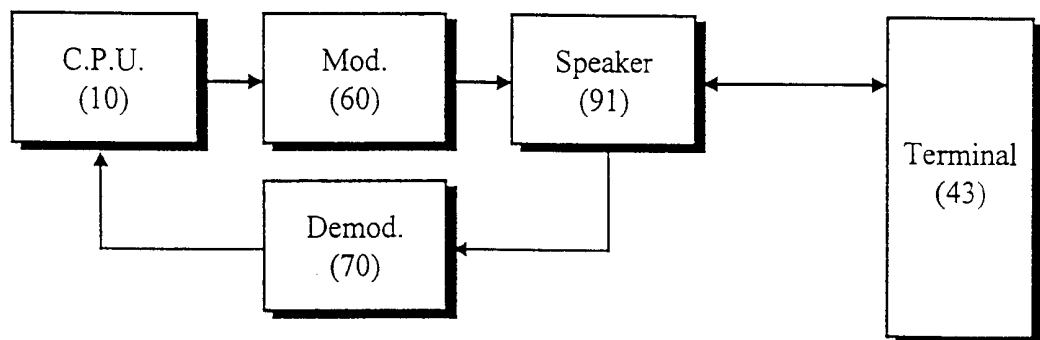 C.P.U.
(10)
Mod.
(60)
Speaker
(91)
Terminal
(43)
Demod.
(70)